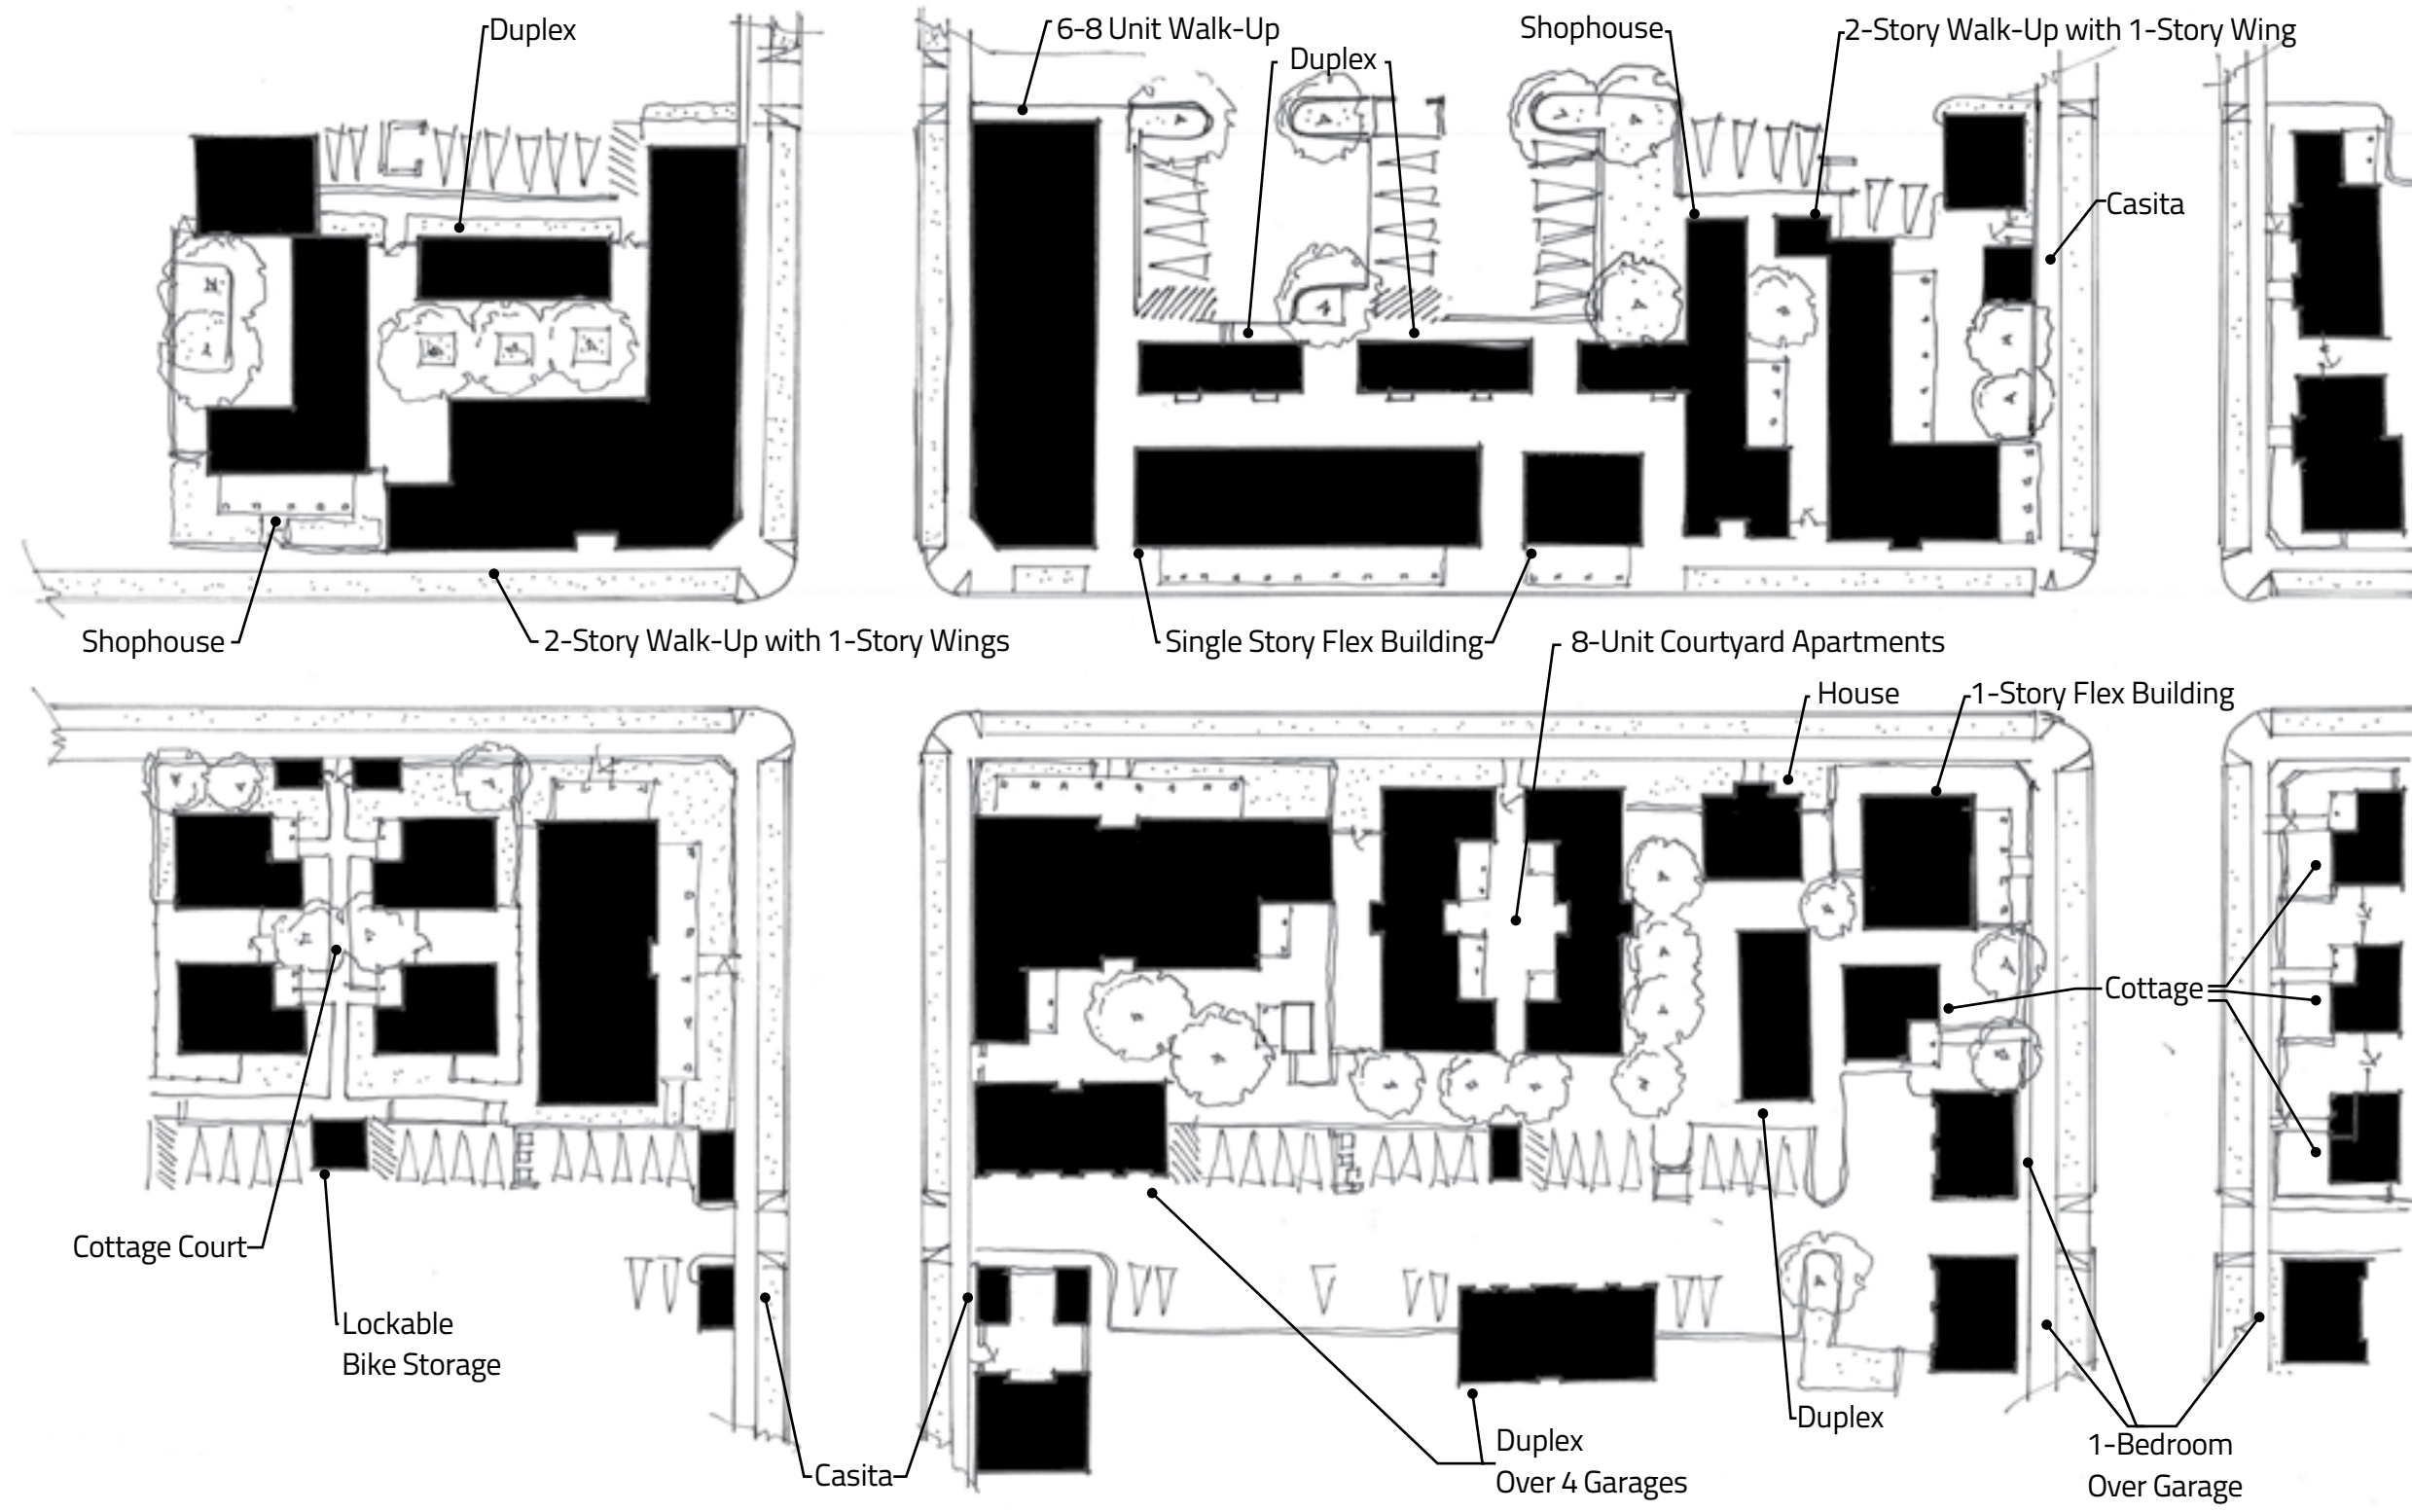 Duplex
6-8 Unit Walk-Up
Duplex
Shophouse
2-Story Walk-Up with 1-Story Wing
Casita
Shophouse
2-Story Walk-Up with 1-Story Wings
Single Story Flex Building
8-Unit Courtyard Apartments
House
1-Story Flex Building
Cottage
Cottage Court
Lockable
Bike Storage
Casita
Duplex
Over 4 Garages
Duplex
1-Bedroom
Over Garage